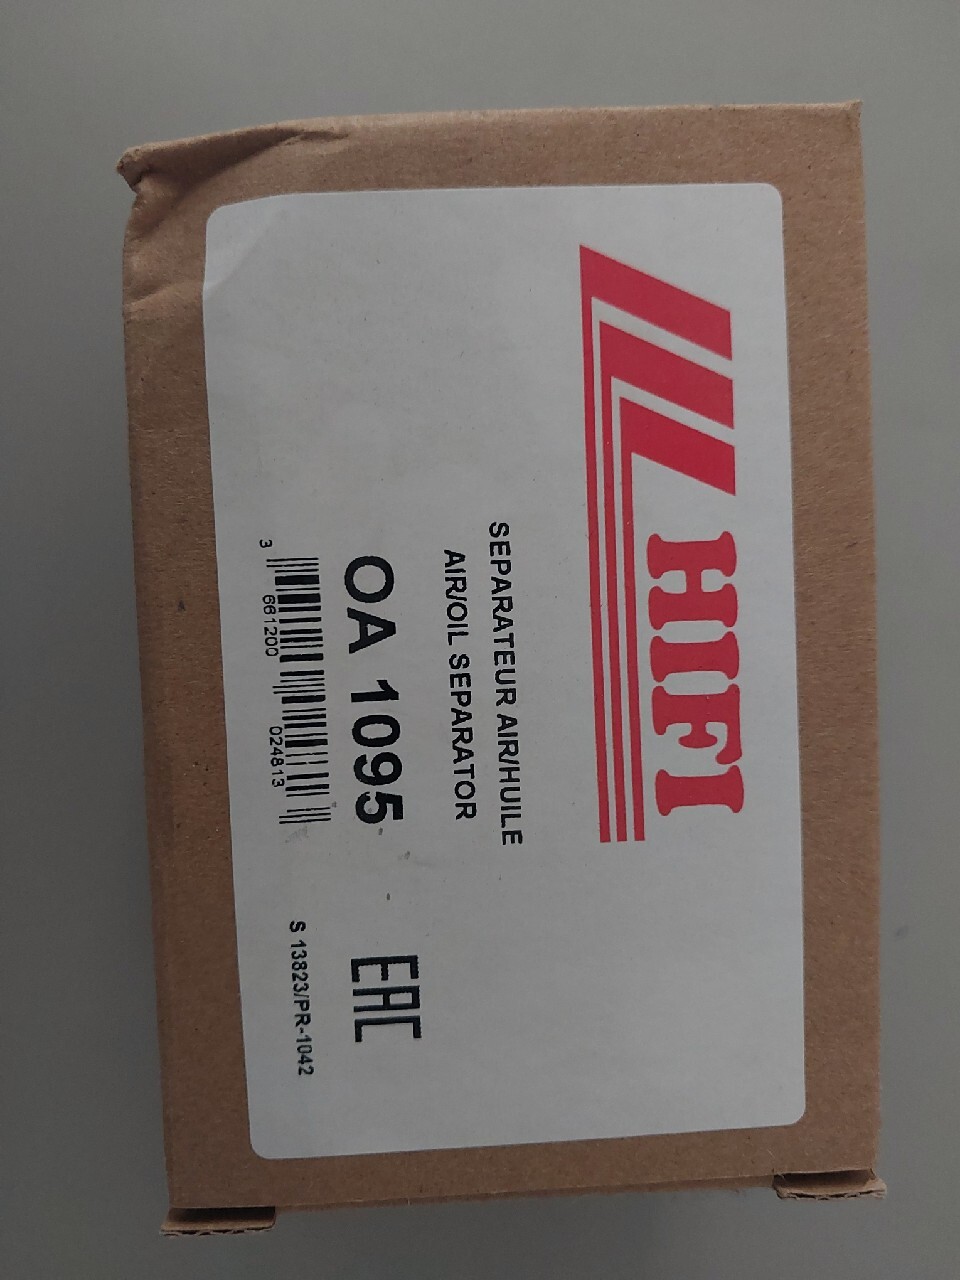 HIFI
SEPARATEUR AIR/HUILE
AIR/OIL SEPARATOR
OA 1095
EAC
3 661200 024813
S 13823/PR-1042